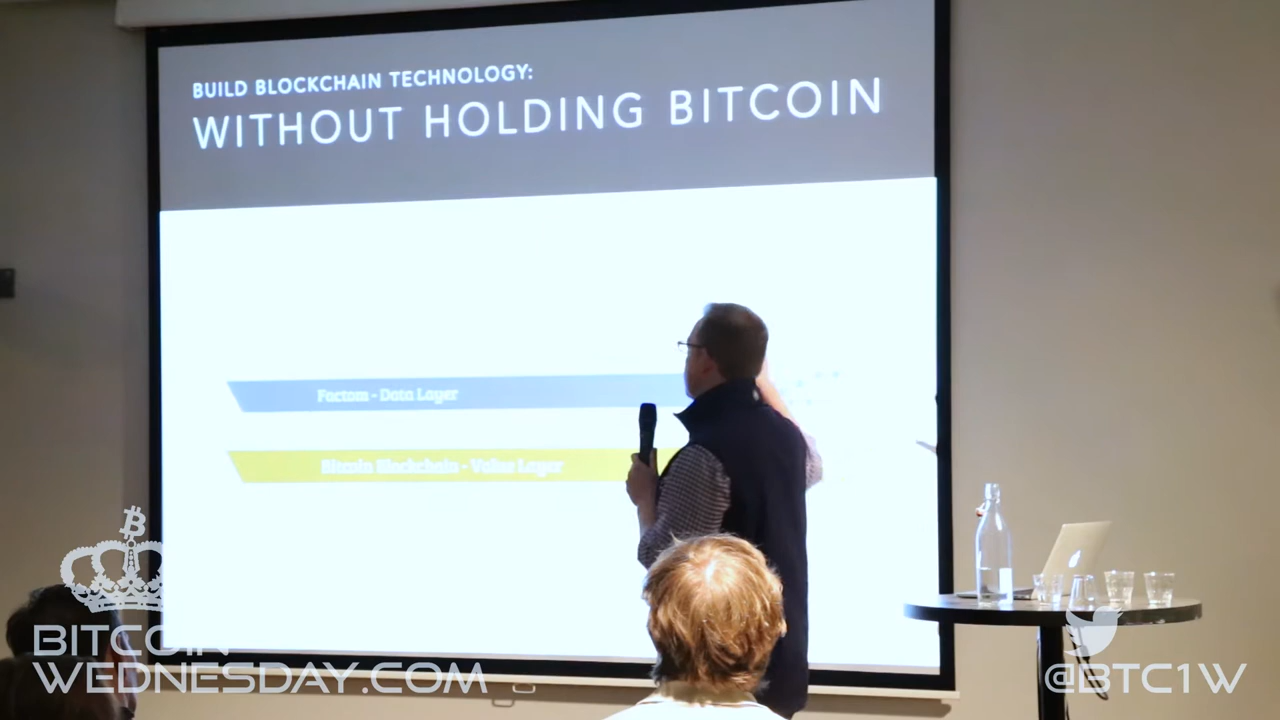 BUILD BLOCKCHAIN TECHNOLOGY:
WITHOUT HOLDING BITCOIN
Factom - Data Layer
Bitcoin Blockchain - Value Layer
BITCOIN
WEDNESDAY.COM
@BTC1W